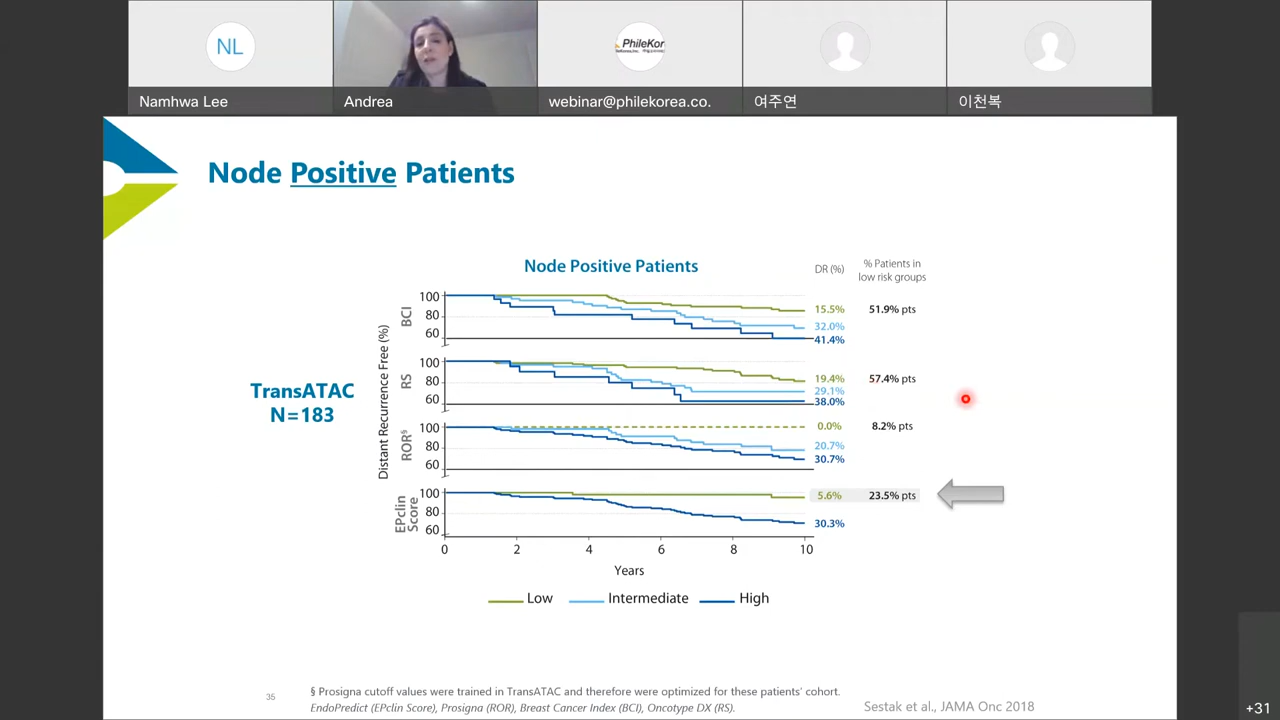 NL
PhileKor
Namhwa Lee
Andrea
webinar@philekorea.co.
여주연
이천복
Node Positive Patients
Node Positive Patients
DR (%)
% Patients in
low risk groups
TransATAC
N=183
Distant Recurrence Free (%)
BCI
100
80
60
15.5%
32.0%
41.4%
51.9% pts
RS
100
80
60
19.4%
29.1%
38.0%
57.4% pts
ROR§
100
80
60
0.0%
20.7%
30.7%
8.2% pts
EPclin
Score
100
80
60
5.6%
30.3%
23.5% pts
0 2 4 6 8 10
Years
Low Intermediate High
35
§ Prosigna cutoff values were trained in TransATAC and therefore were optimized for these patients' cohort.
EndoPredict (EPclin Score), Prosigna (ROR), Breast Cancer Index (BCI), Oncotype DX (RS).
Sestak et al., JAMA Onc 2018
+31